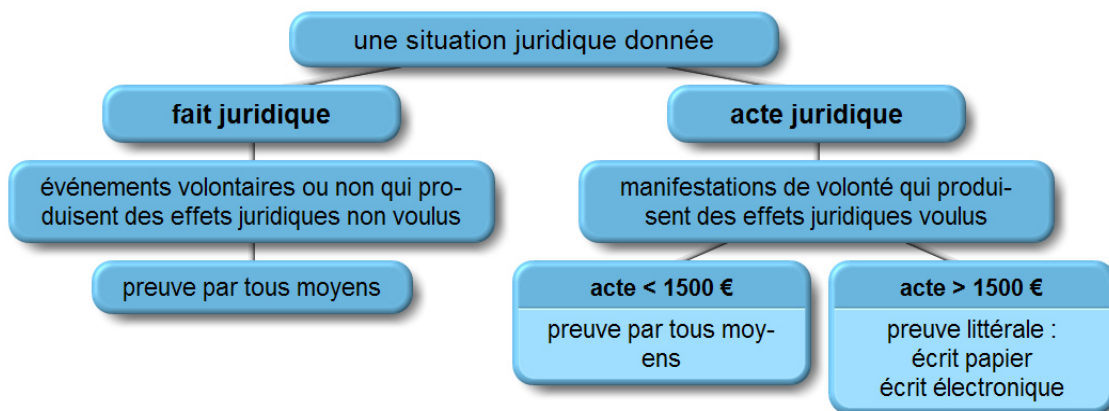 une situation juridique donnée
fait juridique
acte juridique
événements volontaires ou non qui pro-
duisent des effets juridiques non voulus
manifestations de volonté qui produi-
sent des effets juridiques voulus
preuve par tous moyens
acte < 1500 €
preuve par tous moy-
ens
acte > 1500 €
preuve littérale :
écrit papier
écrit électronique